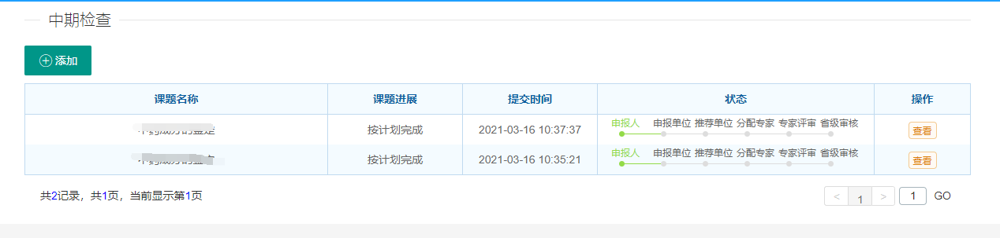 中期检查
添加
课题名称 课题进展 提交时间 状态 操作
按计划完成 2021-03-16 10:37:37 申报人 申报单位 推荐单位 分配专家 专家评审 省级审核 查看
按计划完成 2021-03-16 10:35:21 申报人 申报单位 推荐单位 分配专家 专家评审 省级审核 查看
共2记录，共1页，当前显示第1页 < 1 > 1 GO